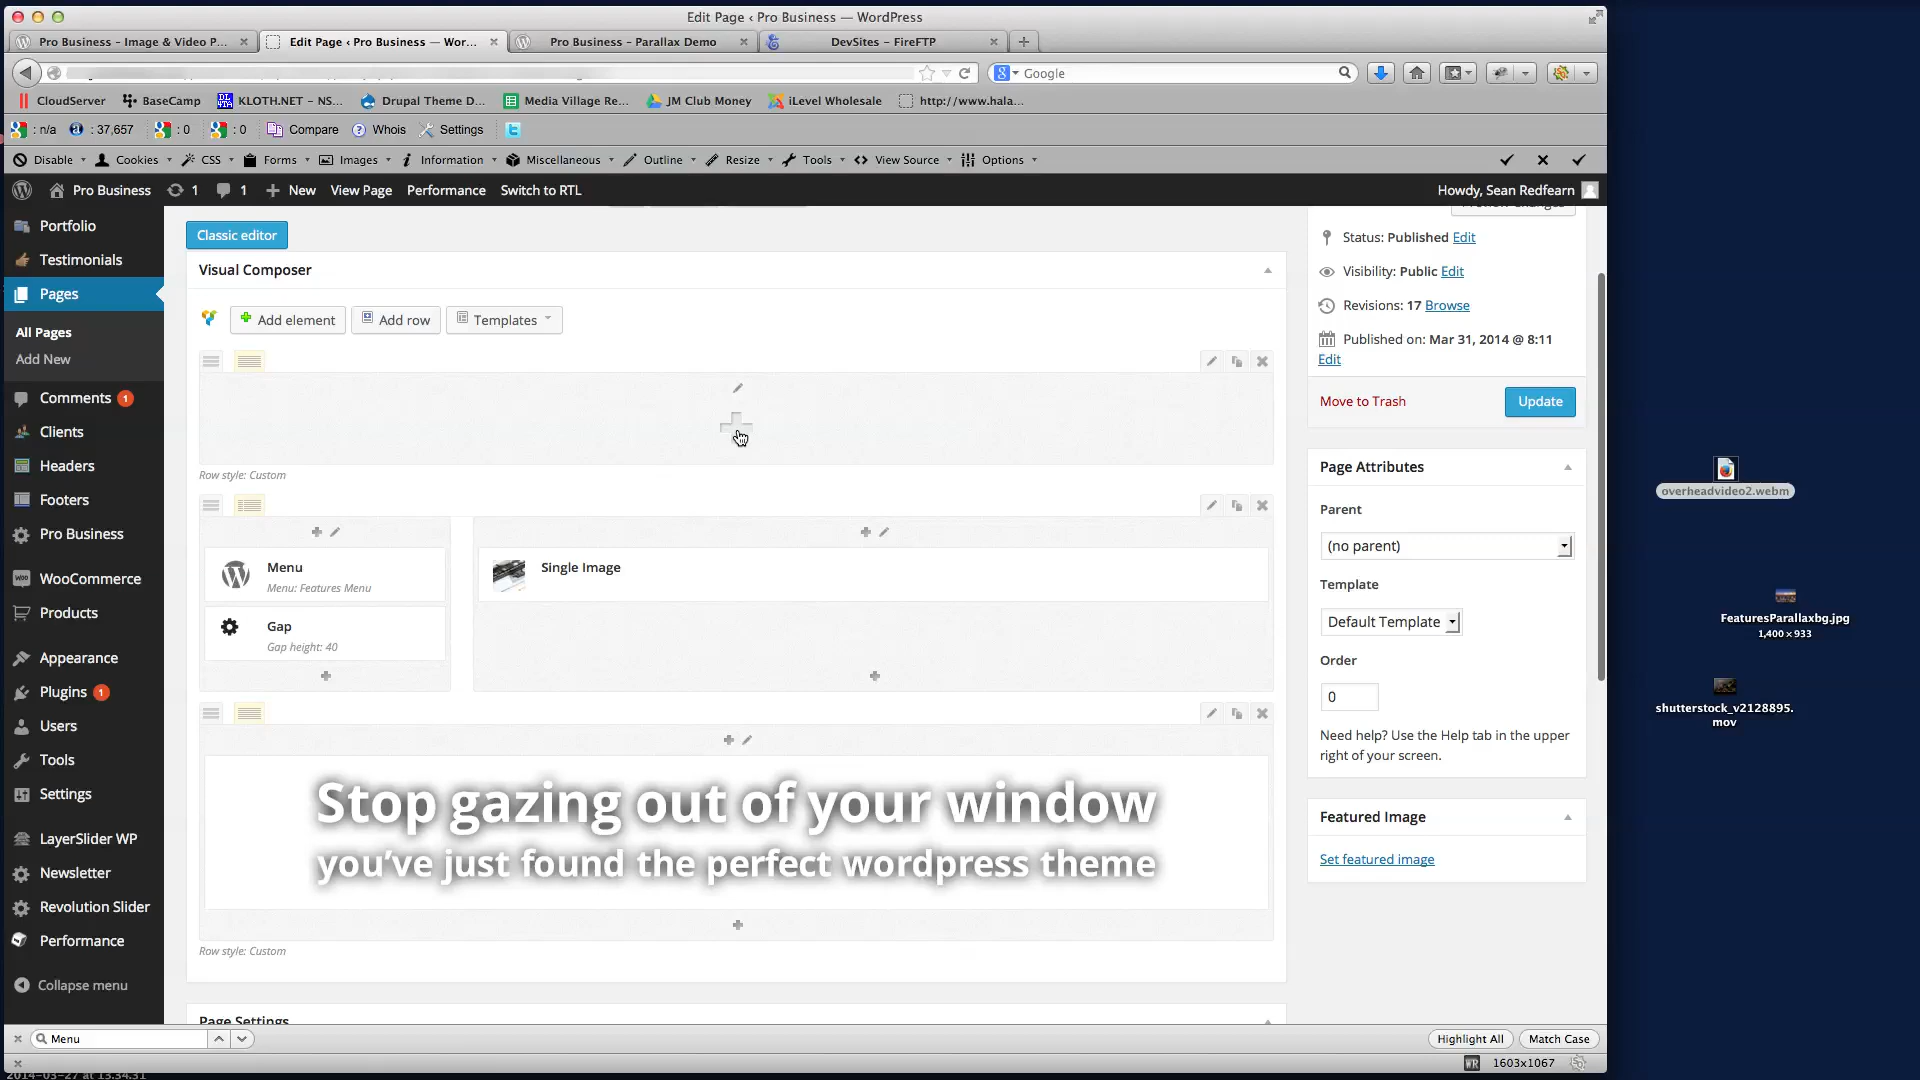 Edit Page ‹ Pro Business — WordPress
Pro Business - Image & Video P...
Edit Page ‹ Pro Business — Wor...
Pro Business - Parallax Demo
DevSites - FireFTP
Google
CloudServer
BaseCamp
KLOTH.NET - NS...
Drupal Theme D...
Media Village Re...
JM Club Money
iLevel Wholesale
http://www.hala...
: n/a
: 37,657
: 0
: 0
Compare
Whois
Settings
Disable
Cookies
CSS
Forms
Images
Information
Miscellaneous
Outline
Resize
Tools
View Source
Options
Pro Business
1
1
New
View Page
Performance
Switch to RTL
Howdy, Sean Redfearn
Portfolio
Testimonials
Pages
All Pages
Add New
Comments 1
Clients
Headers
Footers
Pro Business
WooCommerce
Products
Appearance
Plugins 1
Users
Tools
Settings
LayerSlider WP
Newsletter
Revolution Slider
Performance
Collapse menu
Classic editor
Visual Composer
Add element
Add row
Templates
Row style: Custom
Menu
Menu: Features Menu
Gap
Gap height: 40
Single Image
Stop gazing out of your window
you've just found the perfect wordpress theme
Row style: Custom
Page Settings
Status: Published Edit
Visibility: Public Edit
Revisions: 17 Browse
Published on: Mar 31, 2014 @ 8:11
Edit
Move to Trash
Update
Page Attributes
Parent
(no parent)
Template
Default Template
Order
0
Need help? Use the Help tab in the upper
right of your screen.
Featured Image
Set featured image
overheadvideo2.webm
FeaturesParallaxbg.jpg
1,400 × 933
shutterstock_v2128895.
mov
Menu
Highlight All
Match Case
1603x1067
2014-03-27 at 13.34.31